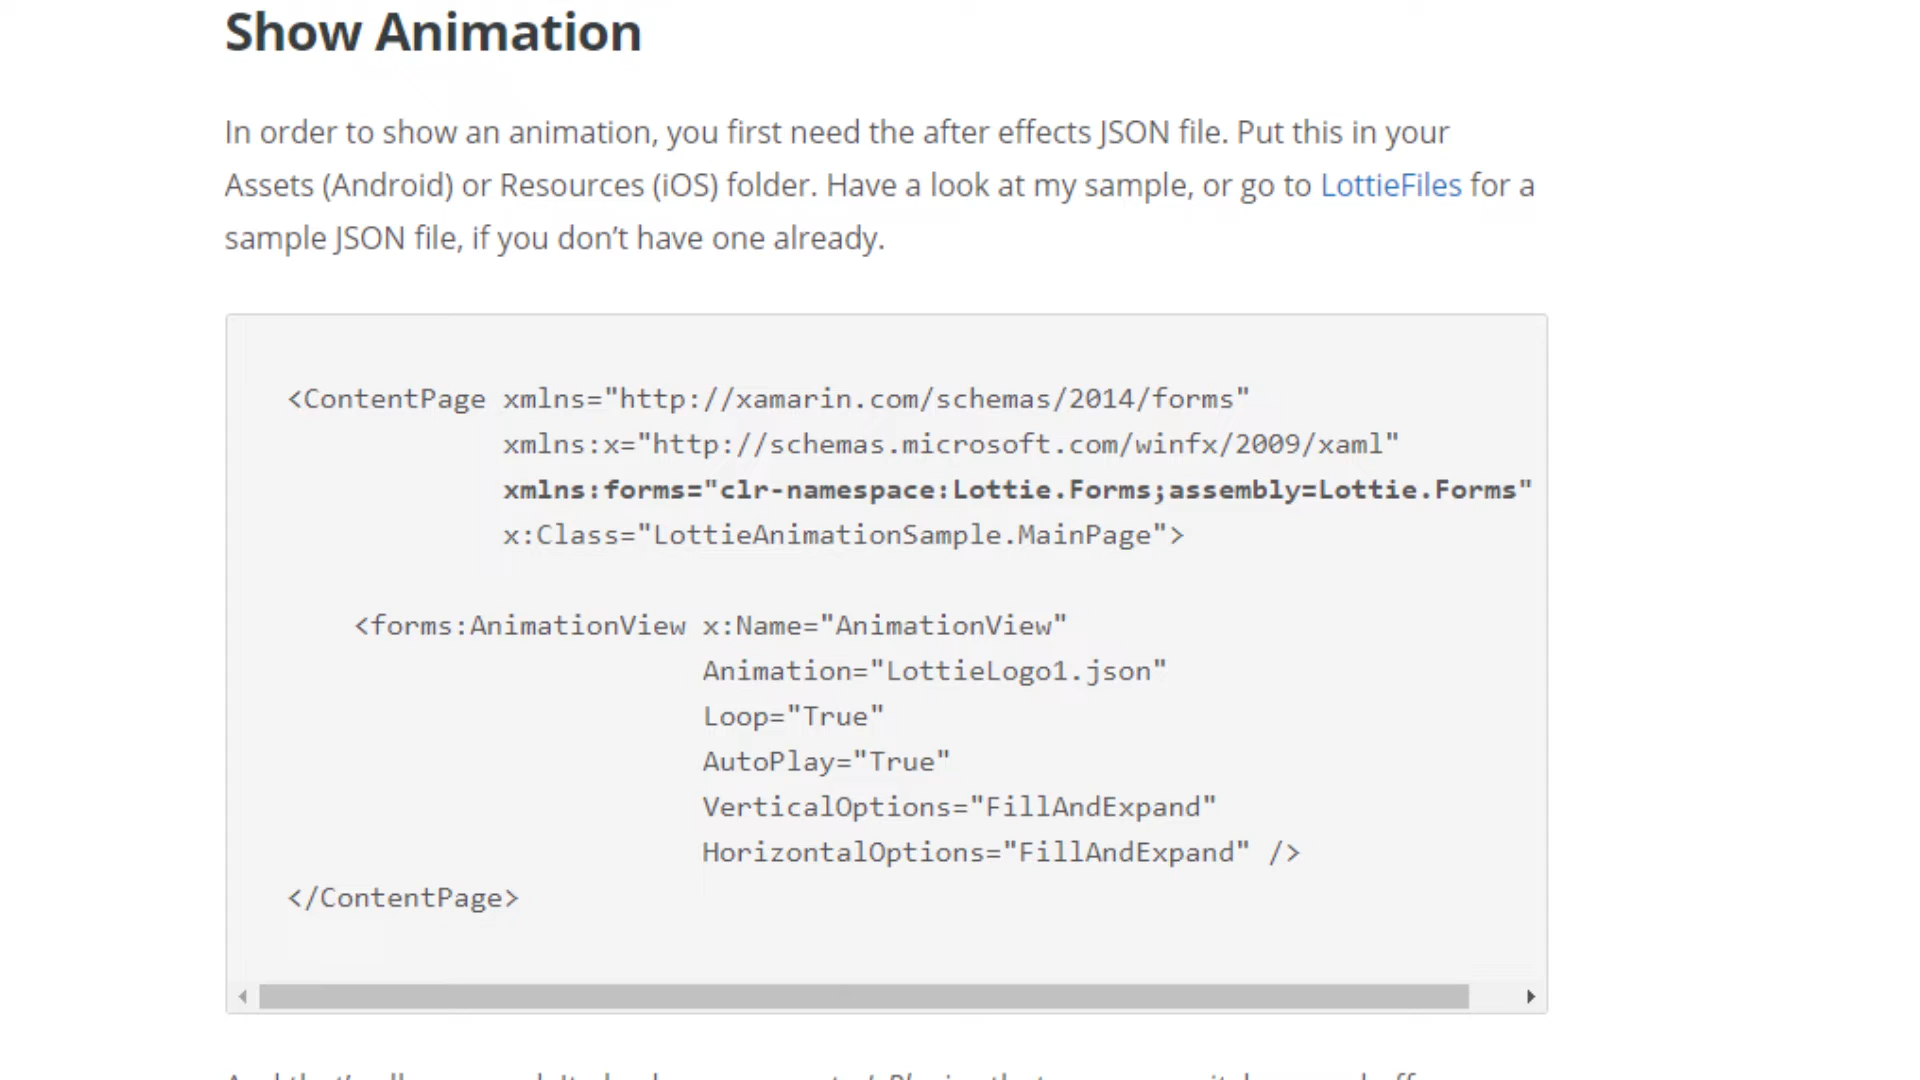 Show Animation
In order to show an animation, you first need the after effects JSON file. Put this in your
Assets (Android) or Resources (iOS) folder. Have a look at my sample, or go to LottieFiles for a
sample JSON file, if you don’t have one already.
<ContentPage xmlns="http://xamarin.com/schemas/2014/forms"
xmlns:x="http://schemas.microsoft.com/winfx/2009/xaml"
xmlns:forms="clr-namespace:Lottie.Forms;assembly=Lottie.Forms"
x:Class="LottieAnimationSample.MainPage">
<forms:AnimationView x:Name="AnimationView"
Animation="LottieLogo1.json"
Loop="True"
AutoPlay="True"
VerticalOptions="FillAndExpand"
HorizontalOptions="FillAndExpand" />
</ContentPage>